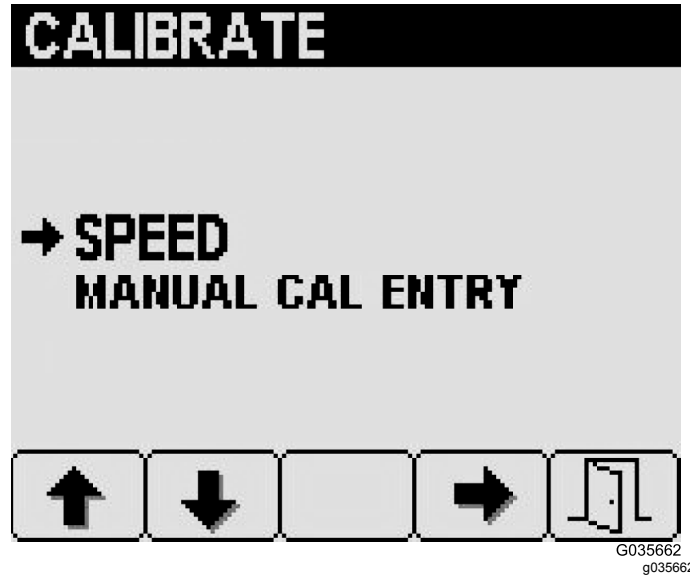 CALIBRATE
SPEED
MANUAL CAL ENTRY
G035662
g035662